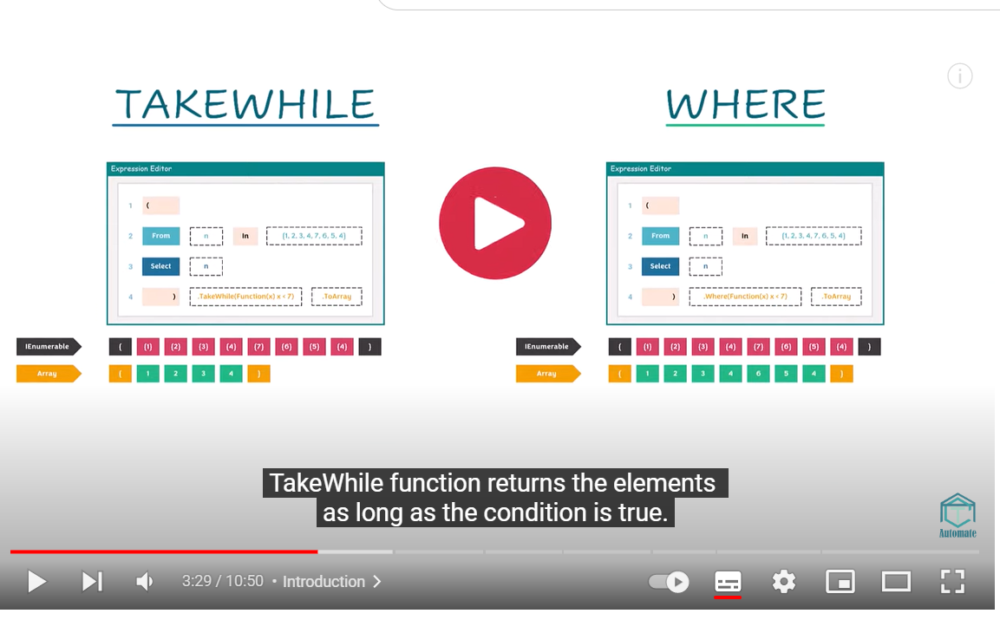 TAKEWHILE
Expression Editor
1 (
2 From n In {1, 2, 3, 4, 7, 6, 5, 4}
3 Select n
4 ) .TakeWhile(Function(x) x < 7) .ToArray
IEnumerable ( (1) (2) (3) (4) (7) (6) (5) (4) )
Array ( 1 2 3 4 )
WHERE
Expression Editor
1 (
2 From n In {1, 2, 3, 4, 7, 6, 5, 4}
3 Select n
4 ) .Where(Function(x) x < 7) .ToArray
IEnumerable ( (1) (2) (3) (4) (7) (6) (5) (4) )
Array ( 1 2 3 4 6 5 4 )
TakeWhile function returns the elements
as long as the condition is true.
Automate
3:29 / 10:50 • Introduction